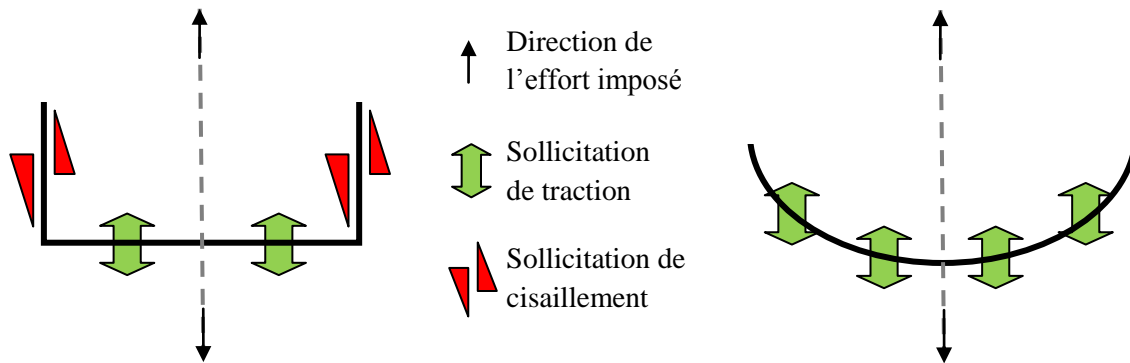 Direction de
l’effort imposé
Sollicitation
de traction
Sollicitation de
cisaillement